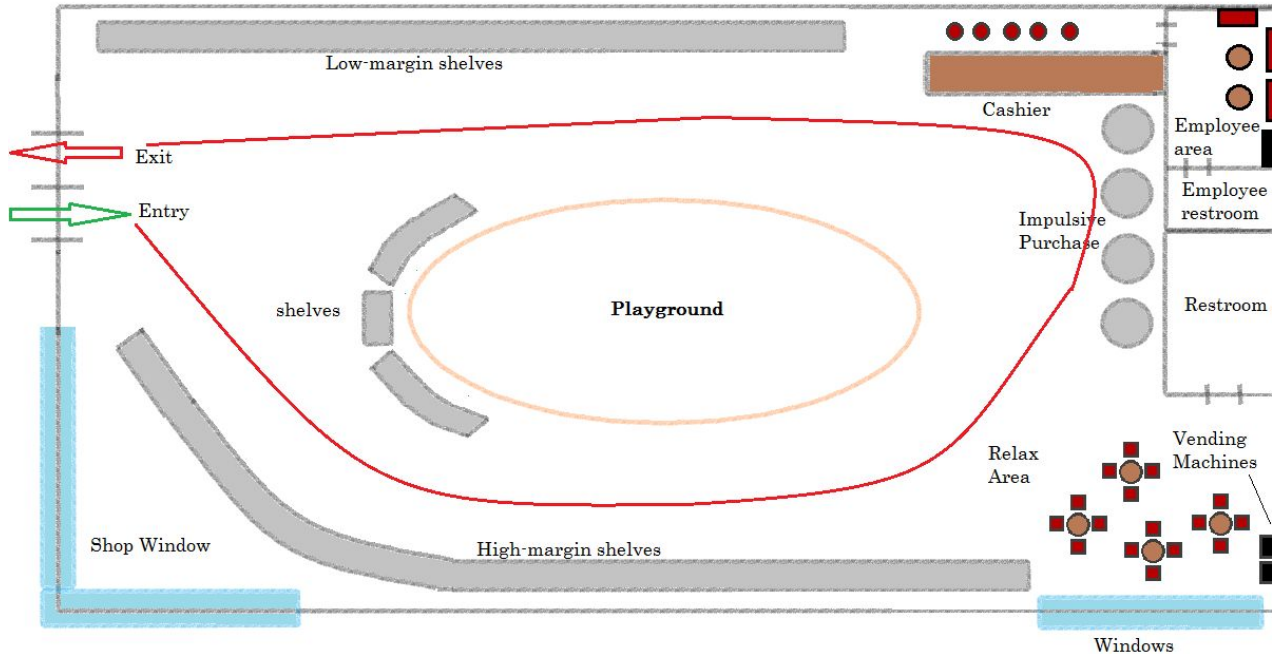 Low-margin shelves
Cashier
Employee
area
Exit
Employee
restroom
Entry
Impulsive
Purchase
shelves
Playground
Restroom
Relax
Area
Vending
Machines
Shop Window
High-margin shelves
Windows